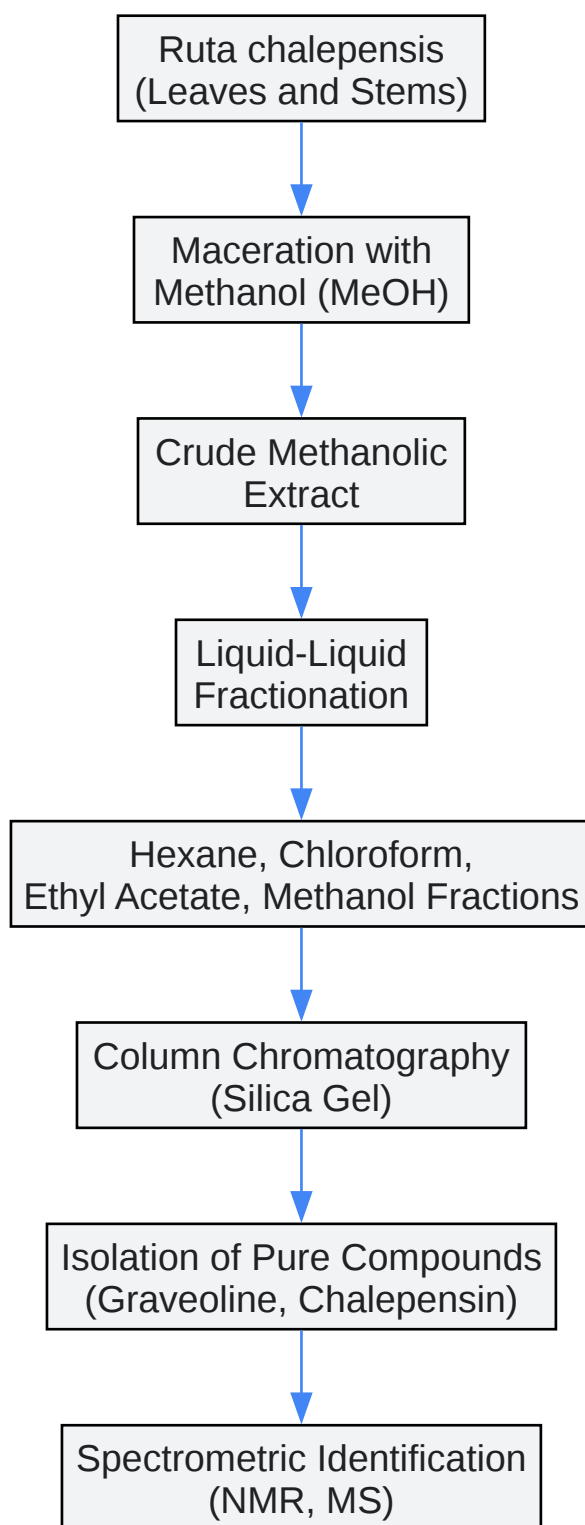 Ruta chalepensis
(Leaves and Stems)
Maceration with
Methanol (MeOH)
Crude Methanolic
Extract
Liquid-Liquid
Fractionation
Hexane, Chloroform,
Ethyl Acetate, Methanol Fractions
Column Chromatography
(Silica Gel)
Isolation of Pure Compounds
(Graveoline, Chalepensin)
Spectrometric Identification
(NMR, MS)